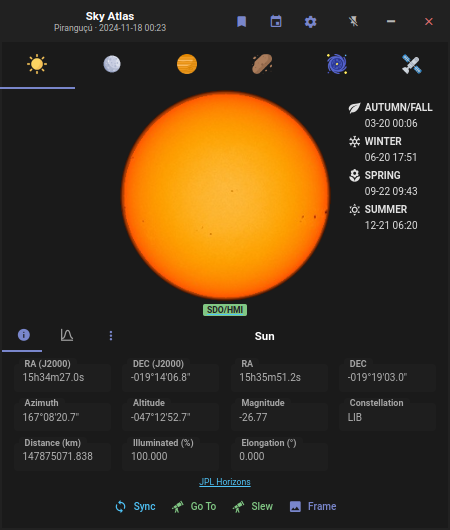 Sky Atlas
Piranguçu · 2024-11-18 00:23
AUTUMN/FALL
03-20 00:06
WINTER
06-20 17:51
SPRING
09-22 09:43
SUMMER
12-21 06:20
SDO/HMI
Sun
RA (J2000) DEC (J2000) RA DEC
15h34m27.0s -019°14'06.8" 15h35m51.2s -019°19'03.0"
Azimuth Altitude Magnitude Constellation
167°08'20.7" -047°12'52.7" -26.77 LIB
Distance (km) Illuminated (%) Elongation (°)
147875071.838 100.000 0.000
JPL Horizons
Sync Go To Slew Frame